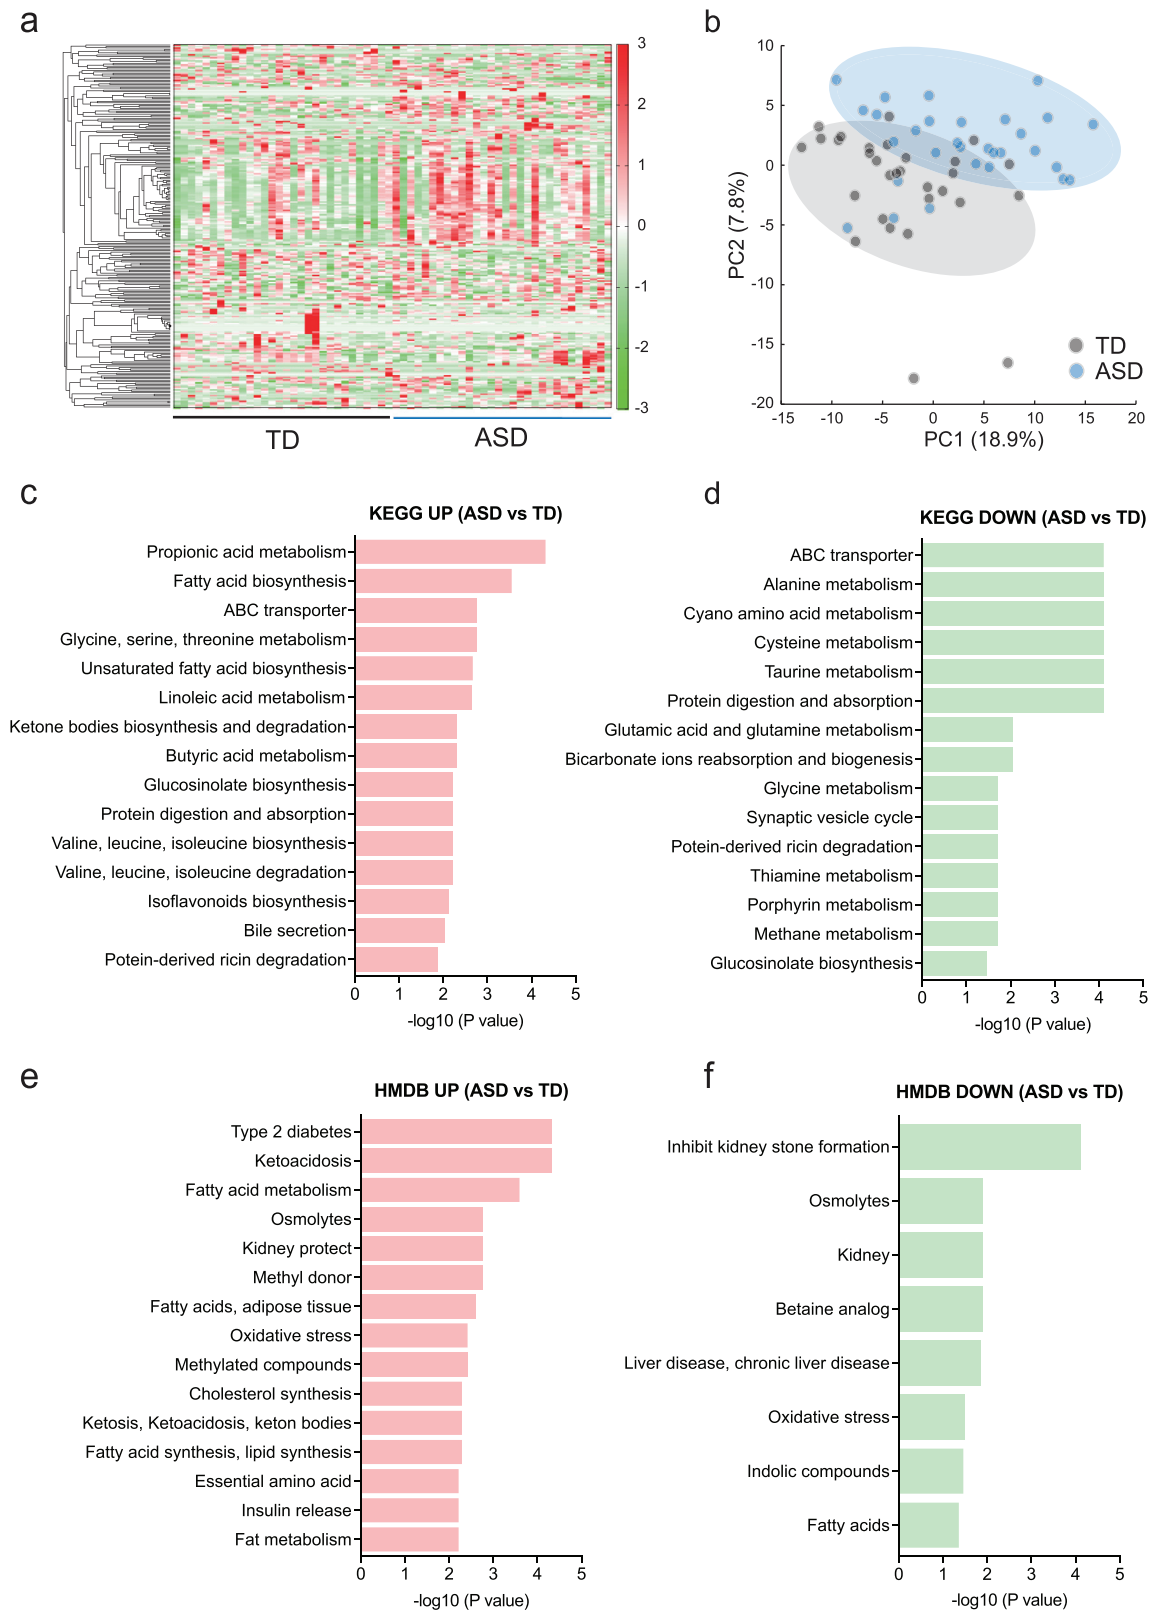 a
3
2
1
0
-1
-2
-3
TD
ASD
b
10
5
0
-5
-10
-15
-20
PC2 (7.8%)
TD
ASD
-15
-10
-5
0
5
10
15
20
PC1 (18.9%)
c
KEGG UP (ASD vs TD)
Propionic acid metabolism
Fatty acid biosynthesis
ABC transporter
Glycine, serine, threonine metabolism
Unsaturated fatty acid biosynthesis
Linoleic acid metabolism
Ketone bodies biosynthesis and degradation
Butyric acid metabolism
Glucosinolate biosynthesis
Protein digestion and absorption
Valine, leucine, isoleucine biosynthesis
Valine, leucine, isoleucine degradation
Isoflavonoids biosynthesis
Bile secretion
Potein-derived ricin degradation
0
1
2
3
4
5
-log10 (P value)
d
KEGG DOWN (ASD vs TD)
ABC transporter
Alanine metabolism
Cyano amino acid metabolism
Cysteine metabolism
Taurine metabolism
Protein digestion and absorption
Glutamic acid and glutamine metabolism
Bicarbonate ions reabsorption and biogenesis
Glycine metabolism
Synaptic vesicle cycle
Potein-derived ricin degradation
Thiamine metabolism
Porphyrin metabolism
Methane metabolism
Glucosinolate biosynthesis
0
1
2
3
4
5
-log10 (P value)
e
HMDB UP (ASD vs TD)
Type 2 diabetes
Ketoacidosis
Fatty acid metabolism
Osmolytes
Kidney protect
Methyl donor
Fatty acids, adipose tissue
Oxidative stress
Methylated compounds
Cholesterol synthesis
Ketosis, Ketoacidosis, keton bodies
Fatty acid synthesis, lipid synthesis
Essential amino acid
Insulin release
Fat metabolism
0
1
2
3
4
5
-log10 (P value)
f
HMDB DOWN (ASD vs TD)
Inhibit kidney stone formation
Osmolytes
Kidney
Betaine analog
Liver disease, chronic liver disease
Oxidative stress
Indolic compounds
Fatty acids
0
1
2
3
4
5
-log10 (P value)